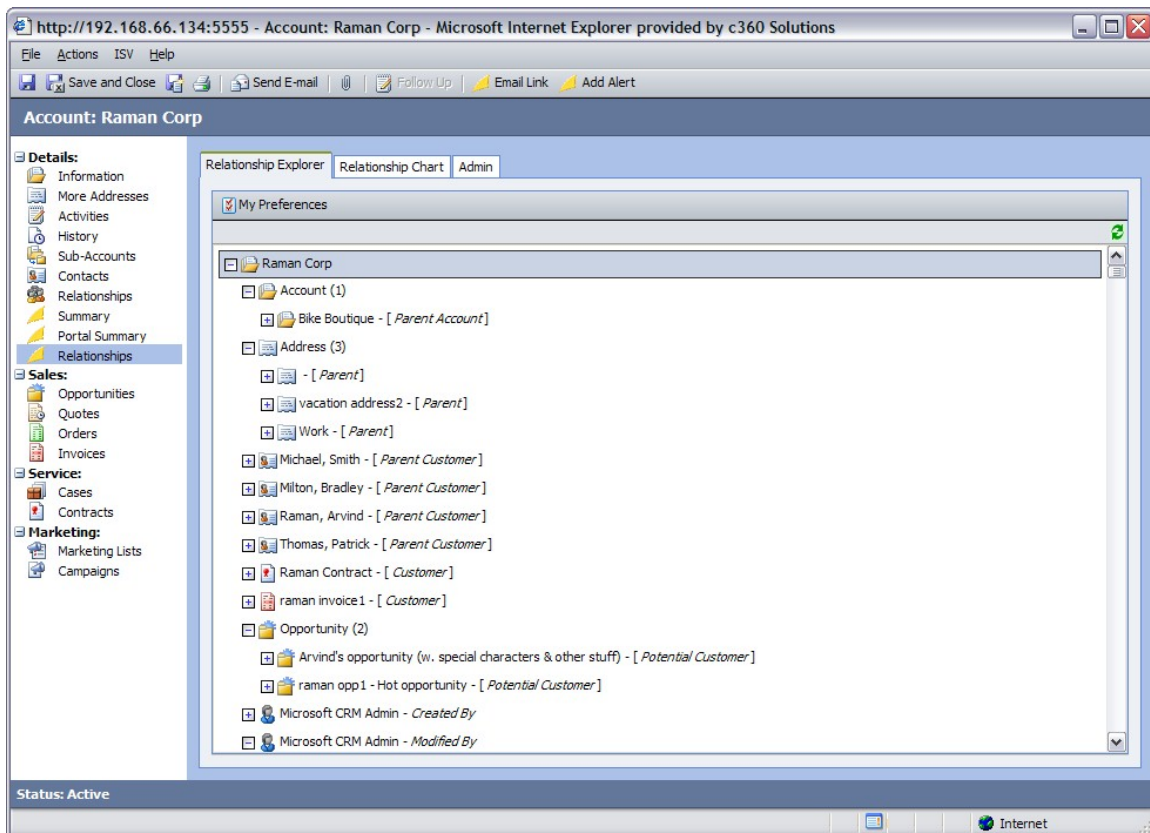 http://192.168.66.134:5555 - Account: Raman Corp - Microsoft Internet Explorer provided by c360 Solutions
File Actions ISV Help
Save and Close Send E-mail Follow Up Email Link Add Alert
Account: Raman Corp
Details:
Information
More Addresses
Activities
History
Sub-Accounts
Contacts
Relationships
Summary
Portal Summary
Relationships
Sales:
Opportunities
Quotes
Orders
Invoices
Service:
Cases
Contracts
Marketing:
Marketing Lists
Campaigns
Relationship Explorer Relationship Chart Admin
My Preferences
Raman Corp
Account (1)
Bike Boutique - [ Parent Account ]
Address (3)
- [ Parent ]
vacation address2 - [ Parent ]
Work - [ Parent ]
Michael, Smith - [ Parent Customer ]
Milton, Bradley - [ Parent Customer ]
Raman, Arvind - [ Parent Customer ]
Thomas, Patrick - [ Parent Customer ]
Raman Contract - [ Customer ]
raman invoice1 - [ Customer ]
Opportunity (2)
Arvind's opportunity (w. special characters & other stuff) - [ Potential Customer ]
raman opp1 - Hot opportunity - [ Potential Customer ]
Microsoft CRM Admin - Created By
Microsoft CRM Admin - Modified By
Status: Active
Internet